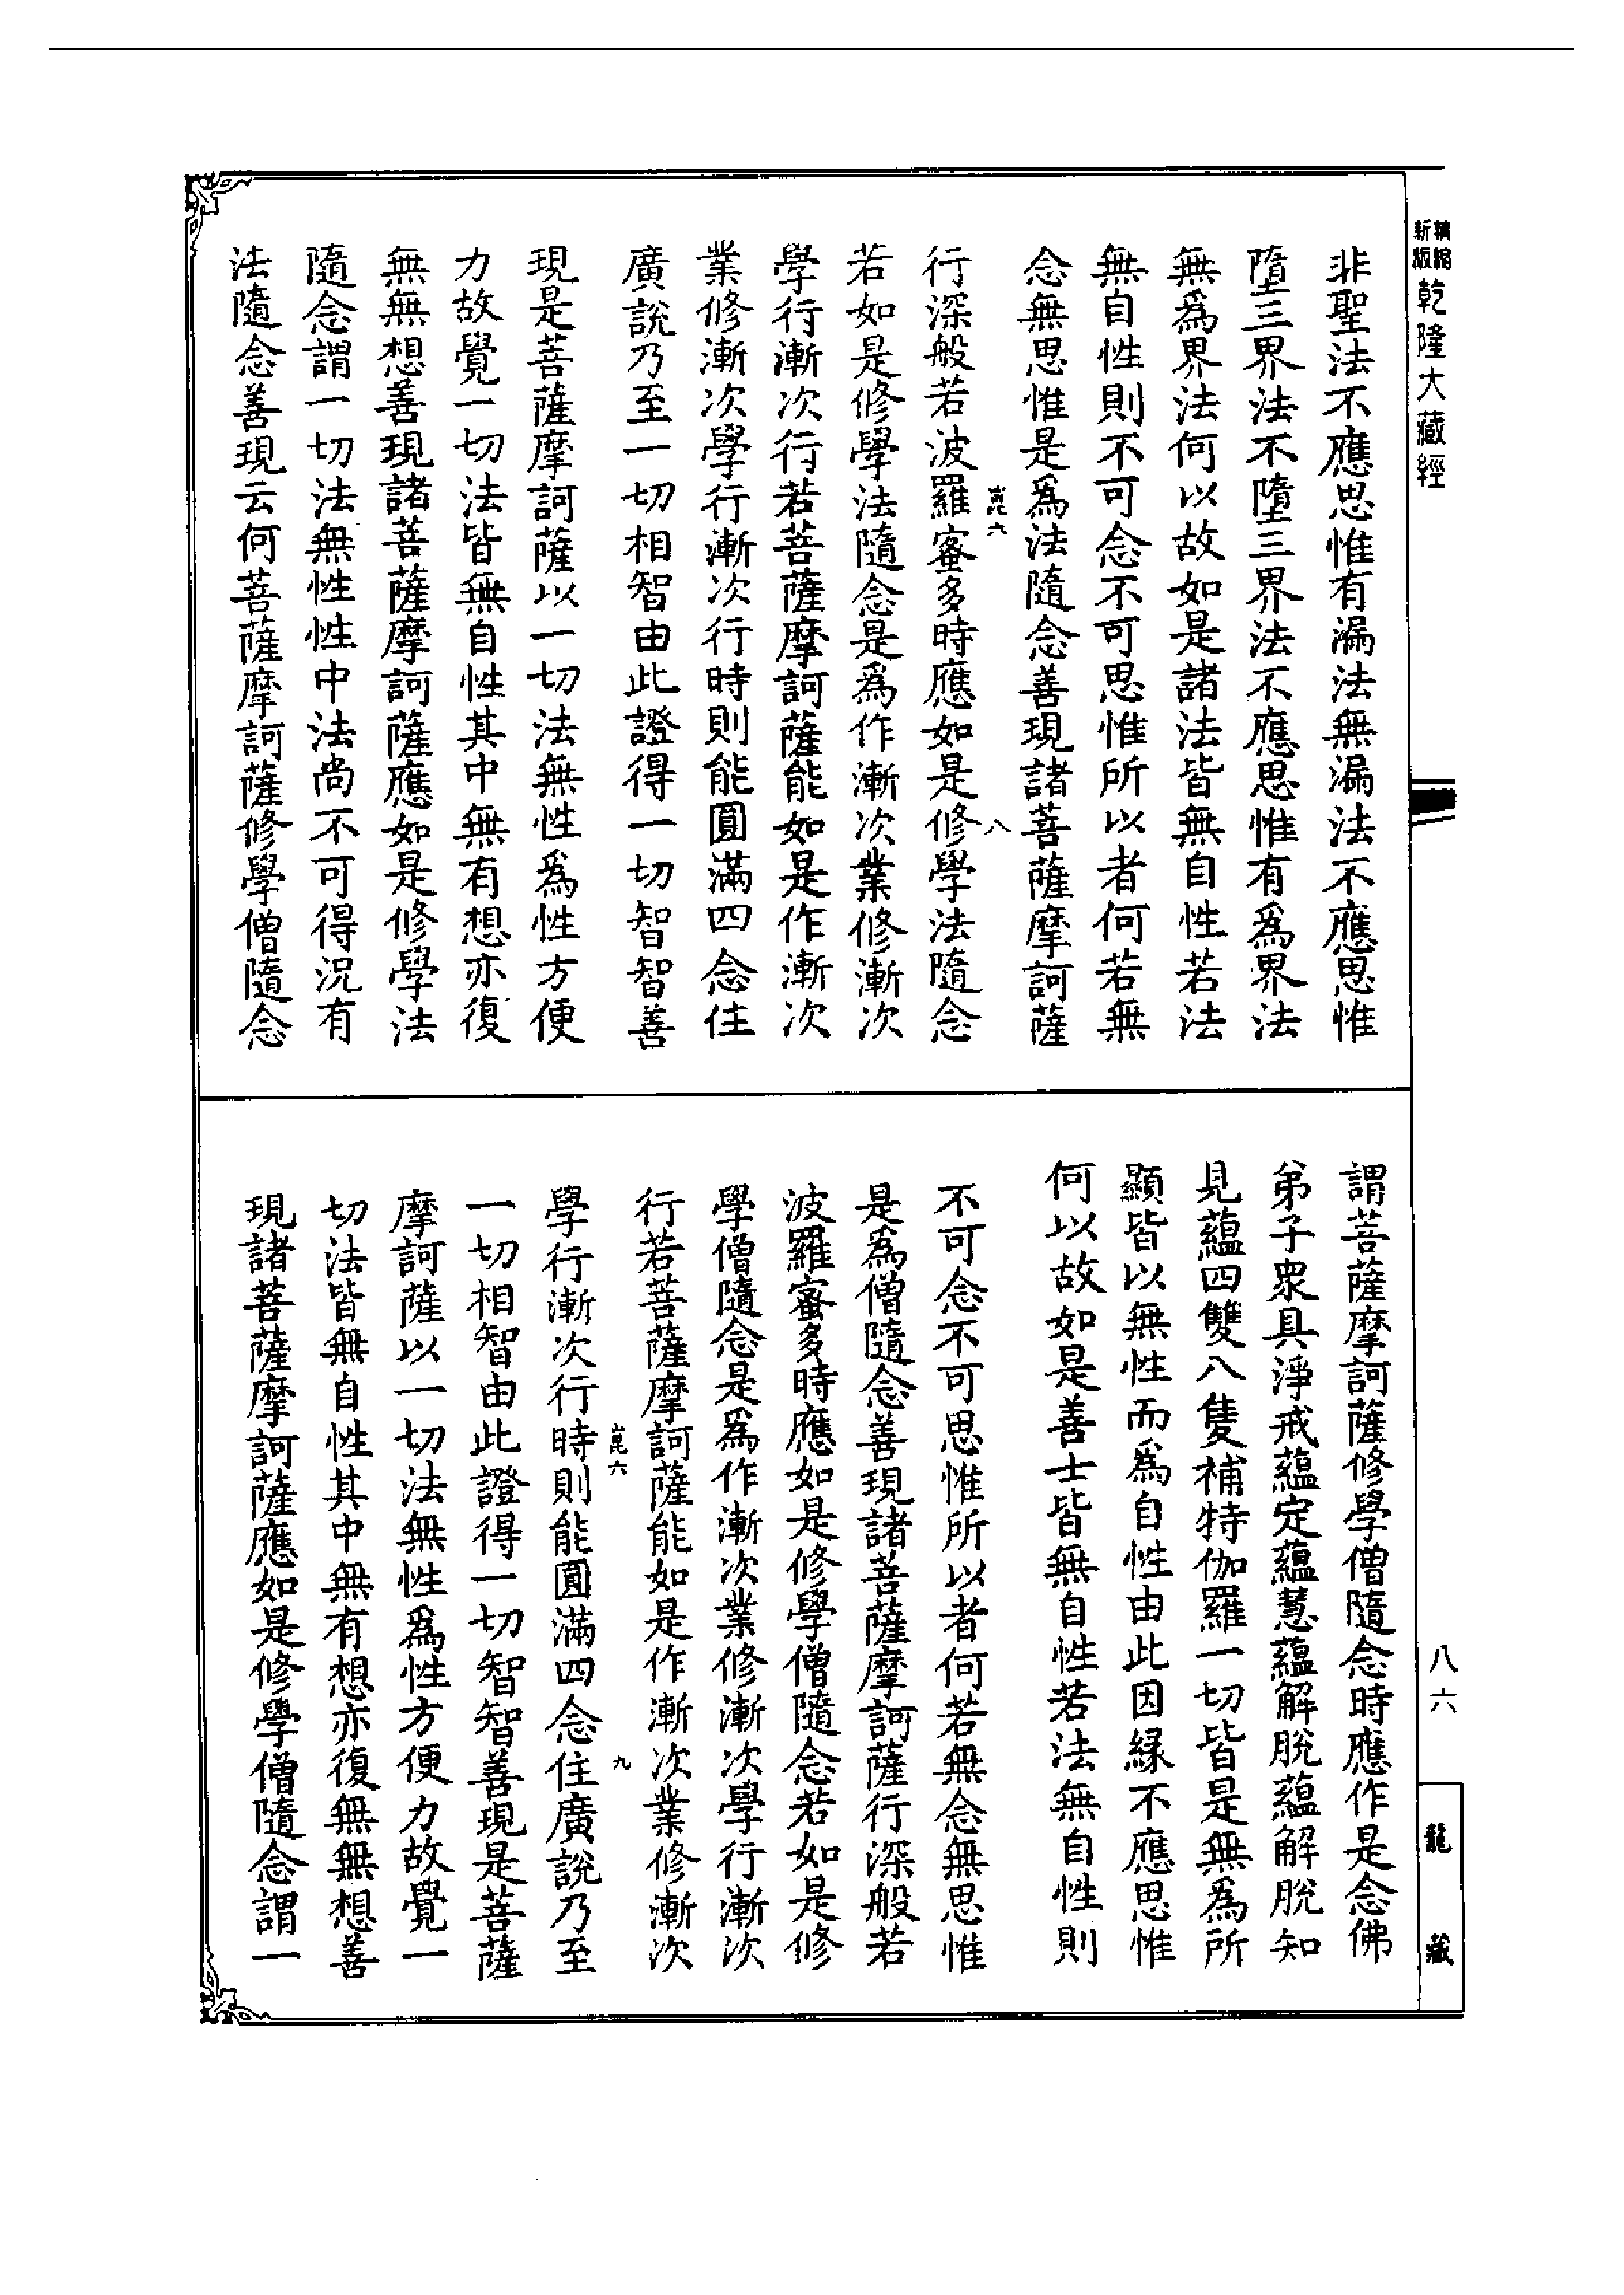 新編
縮版
乾隆大藏經
非聖法不應思惟有漏法無漏法不應思惟
墮三界法不墮三界法不應思惟有爲界法
無爲界法何以故如是諸法皆無自性若法
無自性則不可念不可思惟所以者何若無
念無思惟是爲法隨念善現諸菩薩摩訶薩
崑六
八
行深般若波羅蜜多時應如是修學法隨念
若如是修學法隨念是爲作漸次業修漸次
學行漸次行若菩薩摩訶薩能如是作漸次
業修漸次學行漸次行時則能圓滿四念住
廣說乃至一切相智由此證得一切智智善
現是菩薩摩訶薩以一切法無性爲性方便
力故覺一切法皆無自性其中無有想亦復
無無想善現諸菩薩摩訶薩應如是修學法
隨念謂一切法無性性中法尚不可得況有
法隨念善現云何菩薩摩訶薩修學僧隨念
謂菩薩摩訶薩修學僧隨念時應作是念佛
弟子衆具淨戒蘊定蘊慧蘊解脫蘊解脫知
見蘊四雙八隻補特伽羅一切皆是無爲所
顯皆以無性而爲自性由此因緣不應思惟
何以故如是善士皆無自性若法無自性則
不可念不可思惟所以者何若無念無思惟
是爲僧隨念善現諸菩薩摩訶薩行深般若
波羅蜜多時應如是修學僧隨念若如是修
學僧隨念是爲作漸次業修漸次學行漸次
行若菩薩摩訶薩能如是作漸次業修漸次
崑六
九
學行漸次行時則能圓滿四念住廣說乃至
一切相智由此證得一切智智善現是菩薩
摩訶薩以一切法無性爲性方便力故覺一
切法皆無自性其中無有想亦復無無想善
現諸菩薩摩訶薩應如是修學僧隨念謂一
八六
龍藏